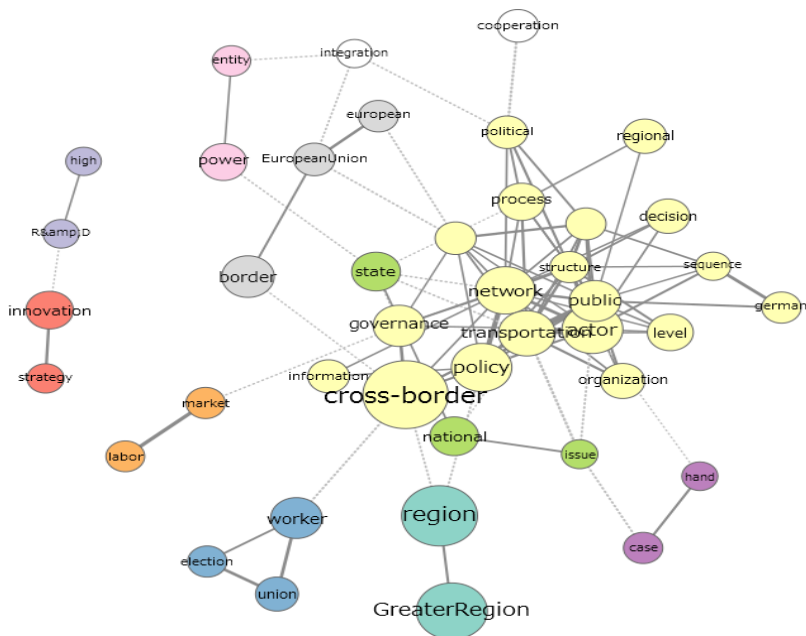 cooperation
integration
entity
european
political
regional
high
power
EuropeanUnion
process
decision
R&amp;D
border
state
structure
sequence
network
public
german
innovation
governance
transportation
actor
level
information
policy
organization
strategy
market
cross-border
national
labor
issue
hand
region
worker
case
election
union
GreaterRegion